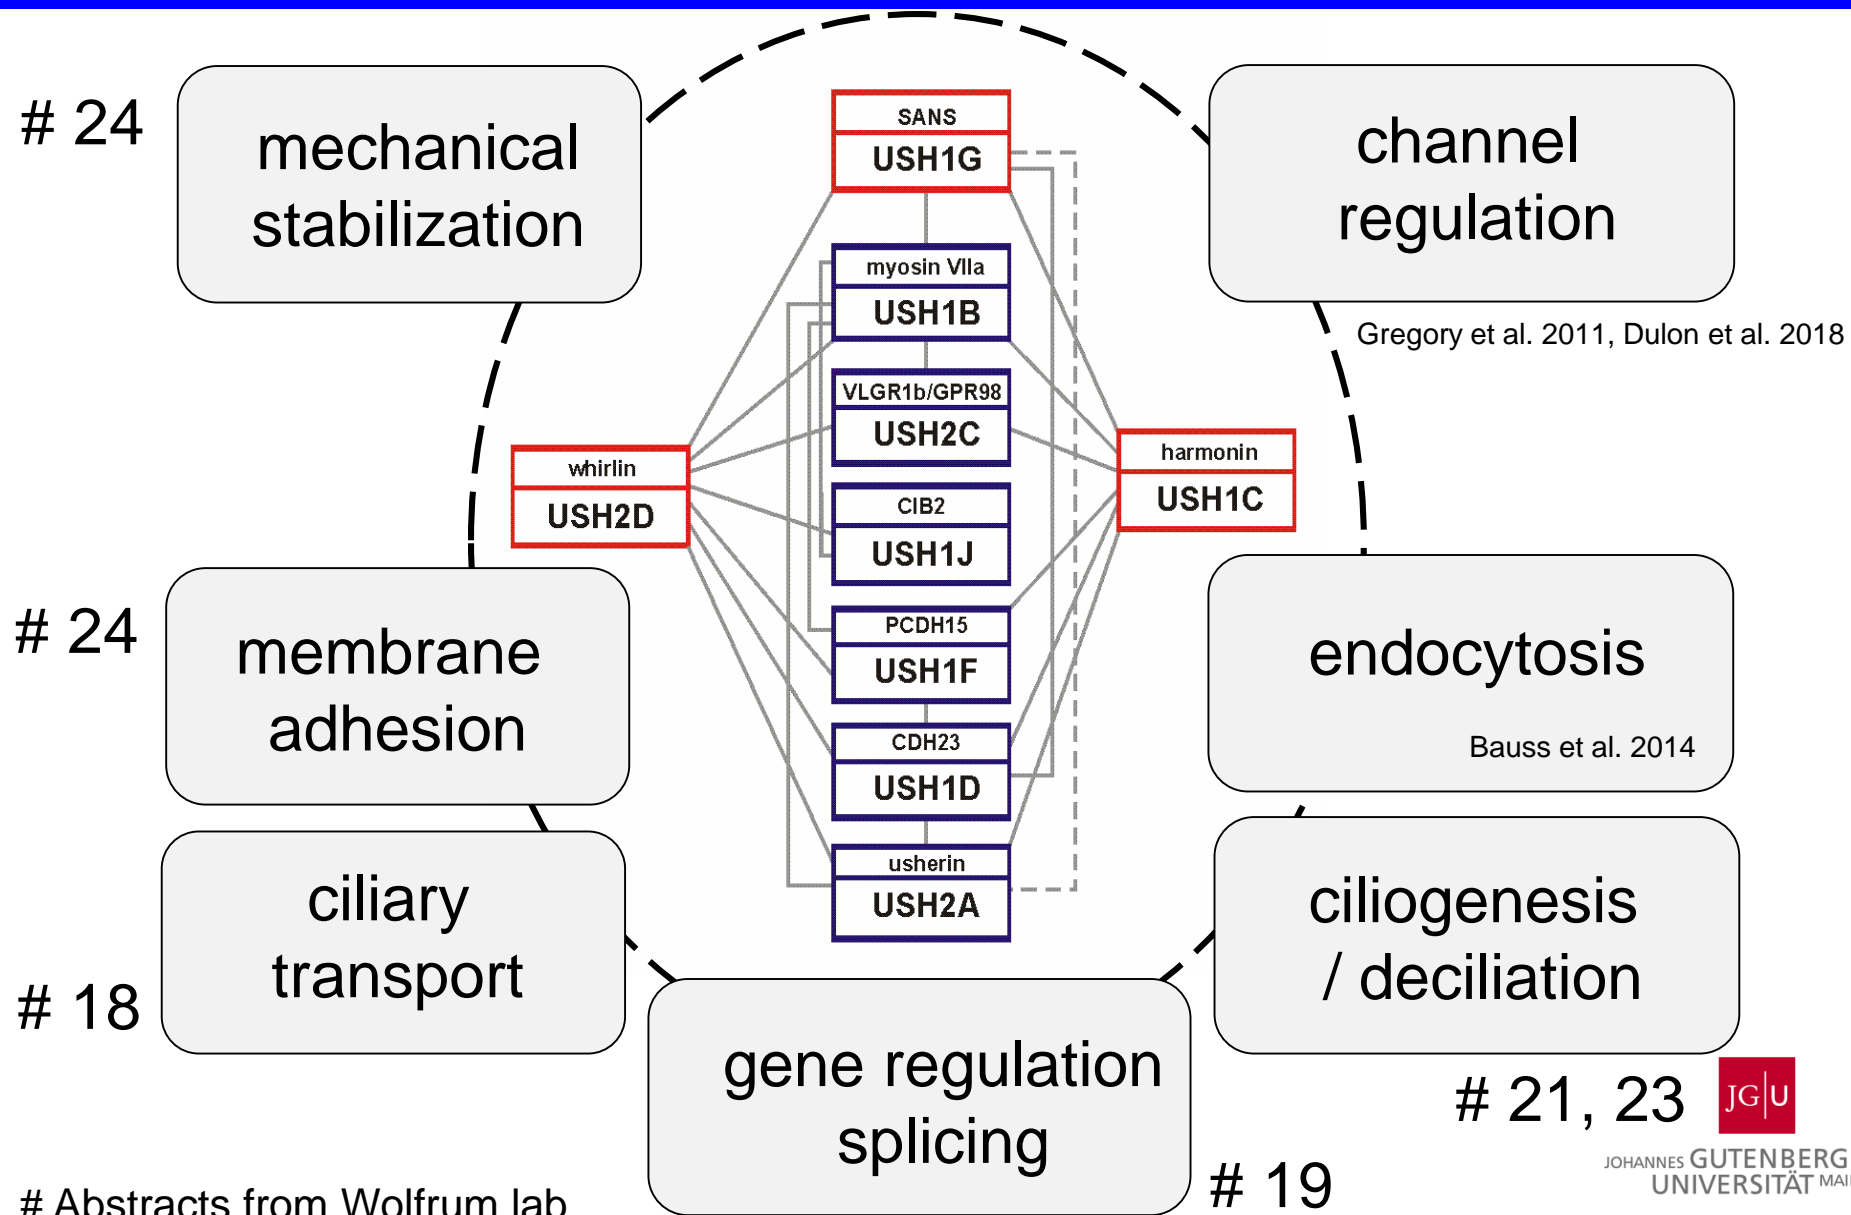 # 24
mechanical
stabilization
SANS
USH1G
channel
regulation
myosin VIIa
USH1B
Gregory et al. 2011, Dulon et al. 2018
VLGR1b/GPR98
USH2C
whirlin
USH2D
harmonin
USH1C
CIB2
USH1J
# 24
membrane
adhesion
PCDH15
USH1F
endocytosis
Bauss et al. 2014
CDH23
USH1D
ciliary
transport
# 18
usherin
USH2A
ciliogenesis
/ deciliation
# 21, 23
gene regulation
splicing
# 19
JG|U
JOHANNES GUTENBERG
UNIVERSITÄT MAI
# Abstracts from Wolfrum lab